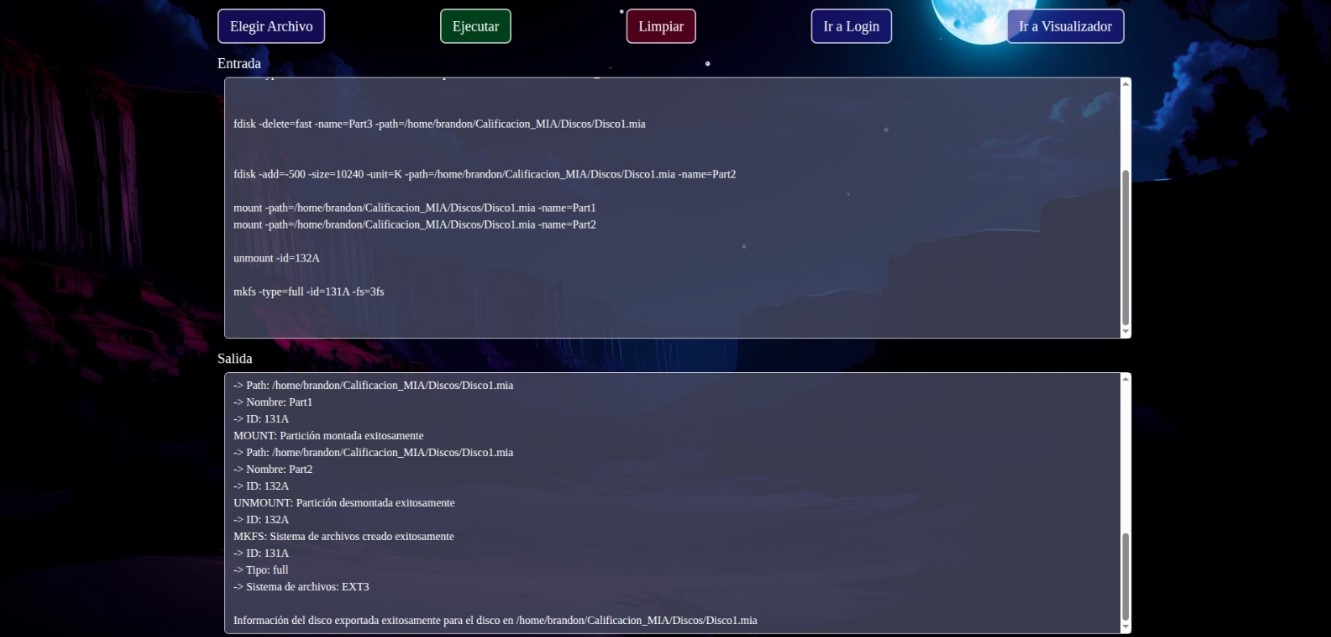 Elegir Archivo
Ejecutar
Limpiar
Ir a Login
Ir a Visualizador
Entrada
fdisk -delete=fast -name=Part3 -path=/home/brandon/Calificacion_MIA/Discos/Disco1.mia
fdisk -add=-500 -size=10240 -unit=K -path=/home/brandon/Calificacion_MIA/Discos/Disco1.mia -name=Part2
mount -path=/home/brandon/Calificacion_MIA/Discos/Disco1.mia -name=Part1
mount -path=/home/brandon/Calificacion_MIA/Discos/Disco1.mia -name=Part2
unmount -id=132A
mkfs -type=full -id=131A -fs=3fs
Salida
-> Path: /home/brandon/Calificacion_MIA/Discos/Disco1.mia
-> Nombre: Part1
-> ID: 131A
MOUNT: Partición montada exitosamente
-> Path: /home/brandon/Calificacion_MIA/Discos/Disco1.mia
-> Nombre: Part2
-> ID: 132A
UNMOUNT: Partición desmontada exitosamente
-> ID: 132A
MKFS: Sistema de archivos creado exitosamente
-> ID: 131A
-> Tipo: full
-> Sistema de archivos: EXT3
Información del disco exportada exitosamente para el disco en /home/brandon/Calificacion_MIA/Discos/Disco1.mia